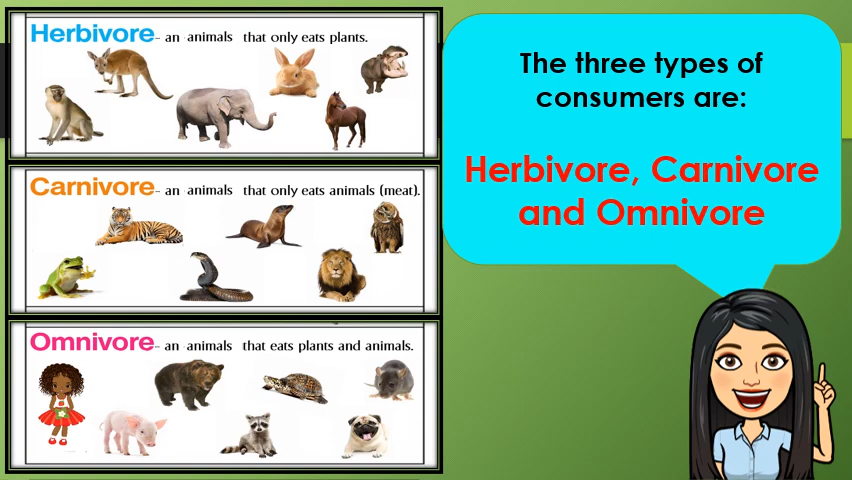 Herbivore- an animals that only eats plants.
Carnivore- an animals that only eats animals (meat).
Omnivore- an animals that eats plants and animals.
The three types of
consumers are:
Herbivore, Carnivore
and Omnivore